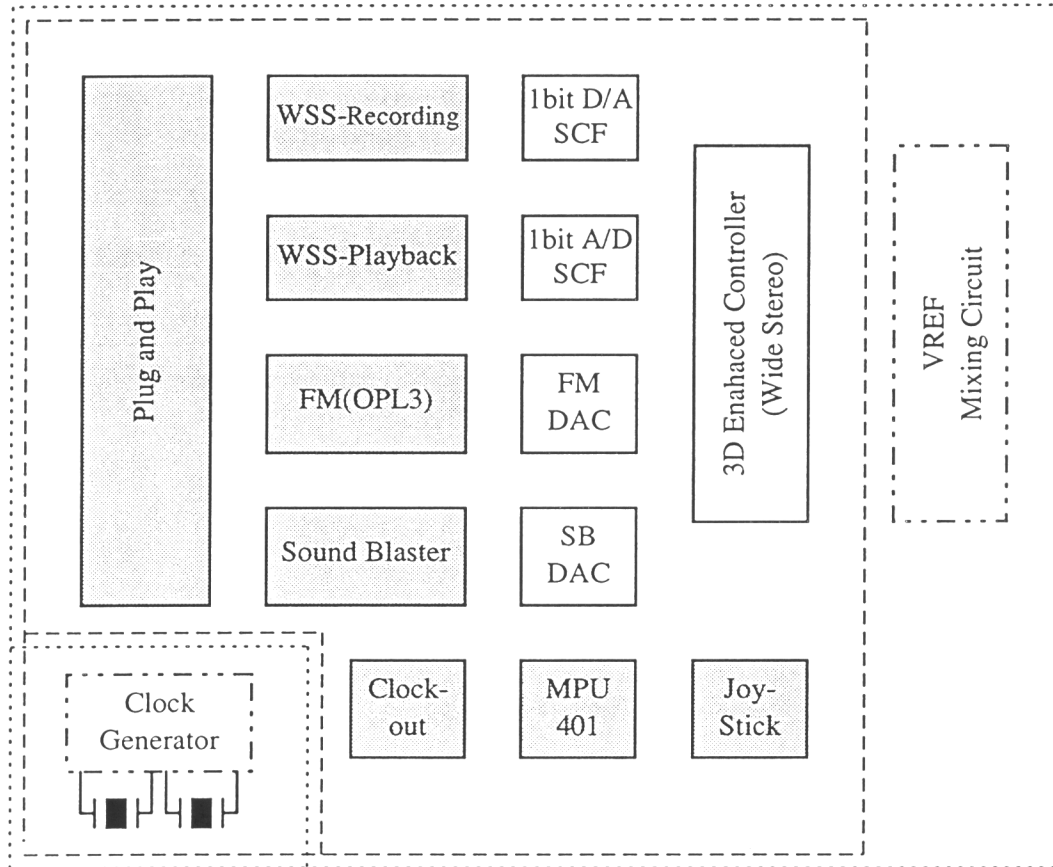 WSS-Recording
1bit D/A
SCF
WSS-Playback
1bit A/D
SCF
Plug and Play
FM(OPL3)
FM
DAC
3D Enahaced Controller
(Wide Stereo)
VREF
Mixing Circuit
Sound Blaster
SB
DAC
Clock
Generator
Clock-
out
MPU
401
Joy-
Stick